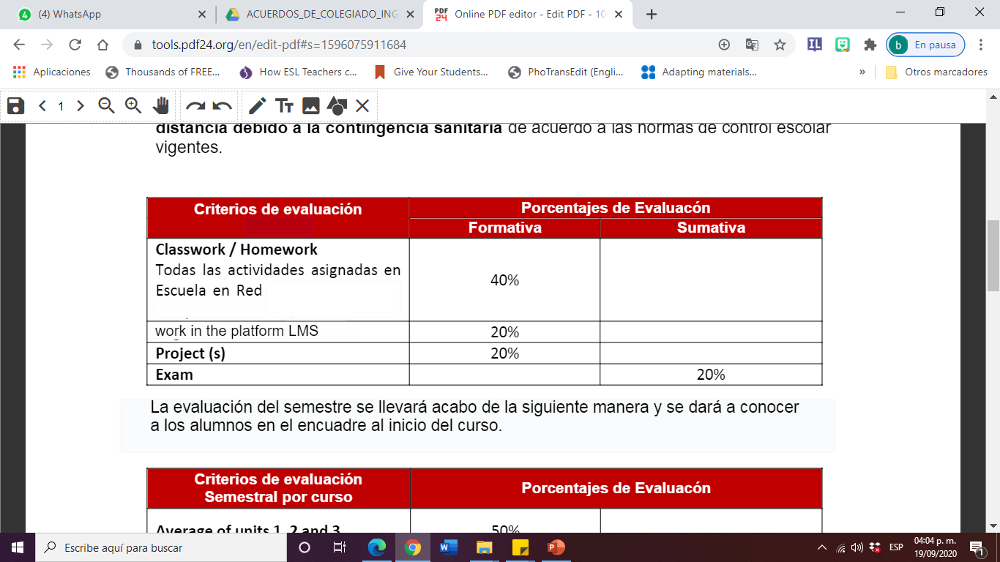 (4) WhatsApp
ACUERDOS_DE_COLEGIADO_ING
PDF
24
Online PDF editor - Edit PDF - 10
tools.pdf24.org/en/edit-pdf#s=1596075911684
IL
b
En pausa
Aplicaciones
Thousands of FREE...
How ESL Teachers c...
Give Your Students...
PhoTransEdit (Engli...
Adapting materials...
»
Otros marcadores
1
distancia debido a la contingencia sanitaria de acuerdo a las normas de control escolar
vigentes.
Criterios de evaluación
Porcentajes de Evaluacón
Formativa
Sumativa
Classwork / Homework
Todas las actividades asignadas en
Escuela en Red
40%
work in the platform LMS
20%
Project (s)
20%
Exam
20%
La evaluación del semestre se llevará acabo de la siguiente manera y se dará a conocer
a los alumnos en el encuadre al inicio del curso.
Criterios de evaluación
Semestral por curso
Porcentajes de Evaluacón
Average of units 1, 2 and 3
50%
Escribe aquí para buscar
ESP
04:04 p. m.
19/09/2020
1